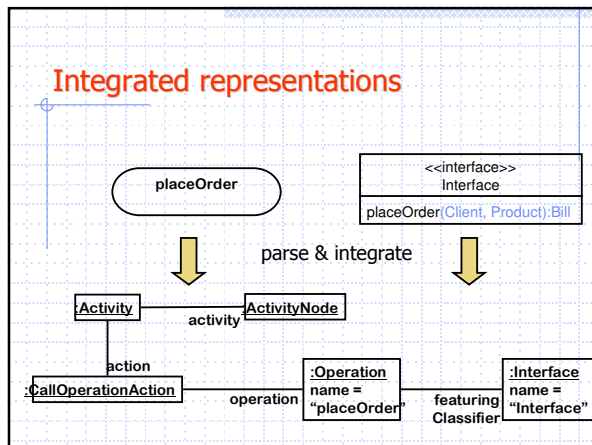 Integrated representations
placeOrder
<<interface>>
Interface
placeOrder(Client, Product):Bill
parse & integrate
:Activity
activity
:ActivityNode
action
:CallOperationAction
operation
:Operation
name =
“placeOrder”
featuring
Classifier
:Interface
name =
“Interface”